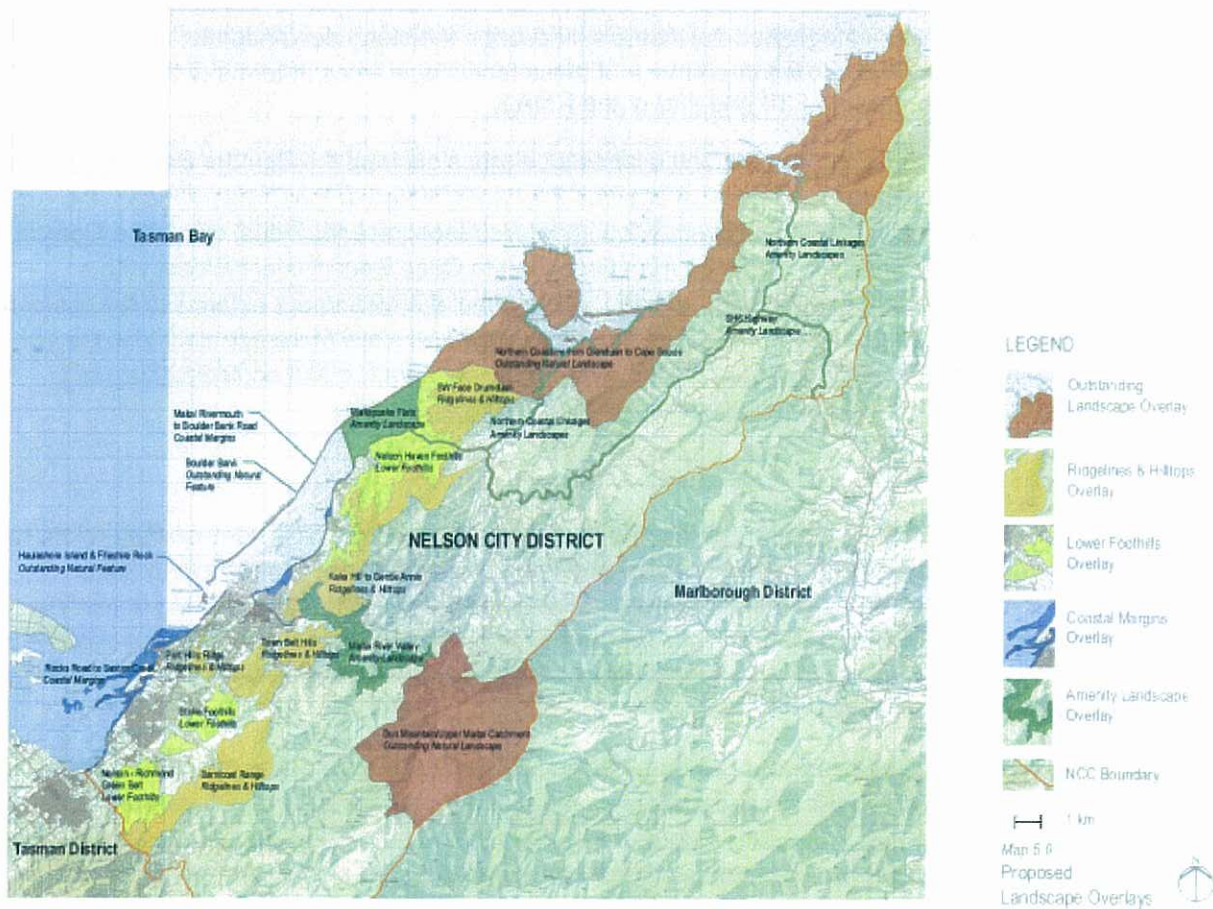 Tasman Bay
Northern Coastal Linkages
Amenity Landscapes
SH6 Highway
Amenity Landscape
Northern Coastline from Glenduan to Cape Soucis
Outstanding Natural Landscape
SW Face Drumduan
Ridgelines & Hilltops
Wakapuaka Flats
Amenity Landscape
Northern Coastal Linkages
Amenity Landscapes
Maitai Rivermouth
to Boulder Bank Road
Coastal Margins
Boulder Bank
Outstanding Natural
Feature
Nelson Haven Foothills
Lower Foothills
NELSON CITY DISTRICT
Haulashore Island & Fifeshire Rock
Outstanding Natural Feature
Kaka Hill to Gentle Annie
Ridgelines & Hilltops
Marlborough District
Town Belt Hills
Ridgelines & Hilltops
Maitai River Valley
Amenity Landscape
Port Hills Ridge
Ridgelines & Hilltops
Rocks Road to
Coastal Margins
Stoke Foothills
Lower Foothills
Dun Mountain/Upper Maitai Catchment
Outstanding Natural Landscape
Nelson - Richmond
Green Belt
Lower Foothills
Barnicoat Range
Ridgelines & Hilltops
Tasman District
LEGEND
Outstanding
Landscape Overlay
Ridgelines & Hilltops
Overlay
Lower Foothills
Overlay
Coastal Margins
Overlay
Amenity Landscape
Overlay
NCC Boundary
1 km
Map 5.0
Proposed
Landscape Overlays
N